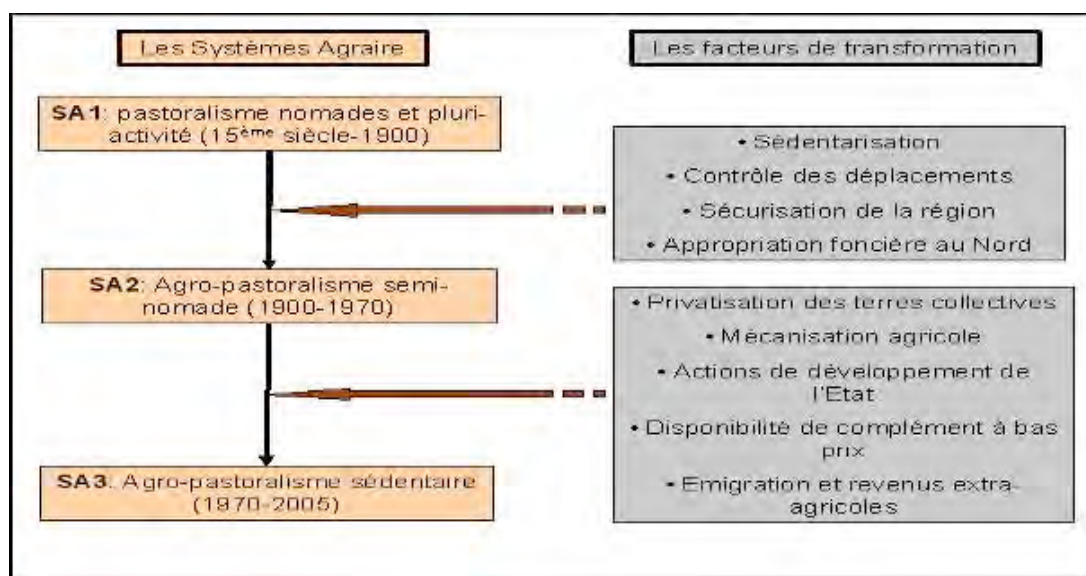 Les Systèmes Agraire
Les facteurs de transformation
SA1: pastoralisme nomades et pluri-
activité (15ème siècle-1900)
• Sédentarisation
• Contrôle des déplacements
• Sécurisation de la région
• Appropriation foncière au Nord
SA2: Agro-pastoralisme semi-
nomade (1900-1970)
• Privatisation des terres collectives
• Mécanisation agricole
• Actions de développement de
l'Etat
• Disponibilité de complément à bas
prix
• Emigration et revenus extra-
agricoles
SA3: Agro-pastoralisme sédentaire
(1970-2005)